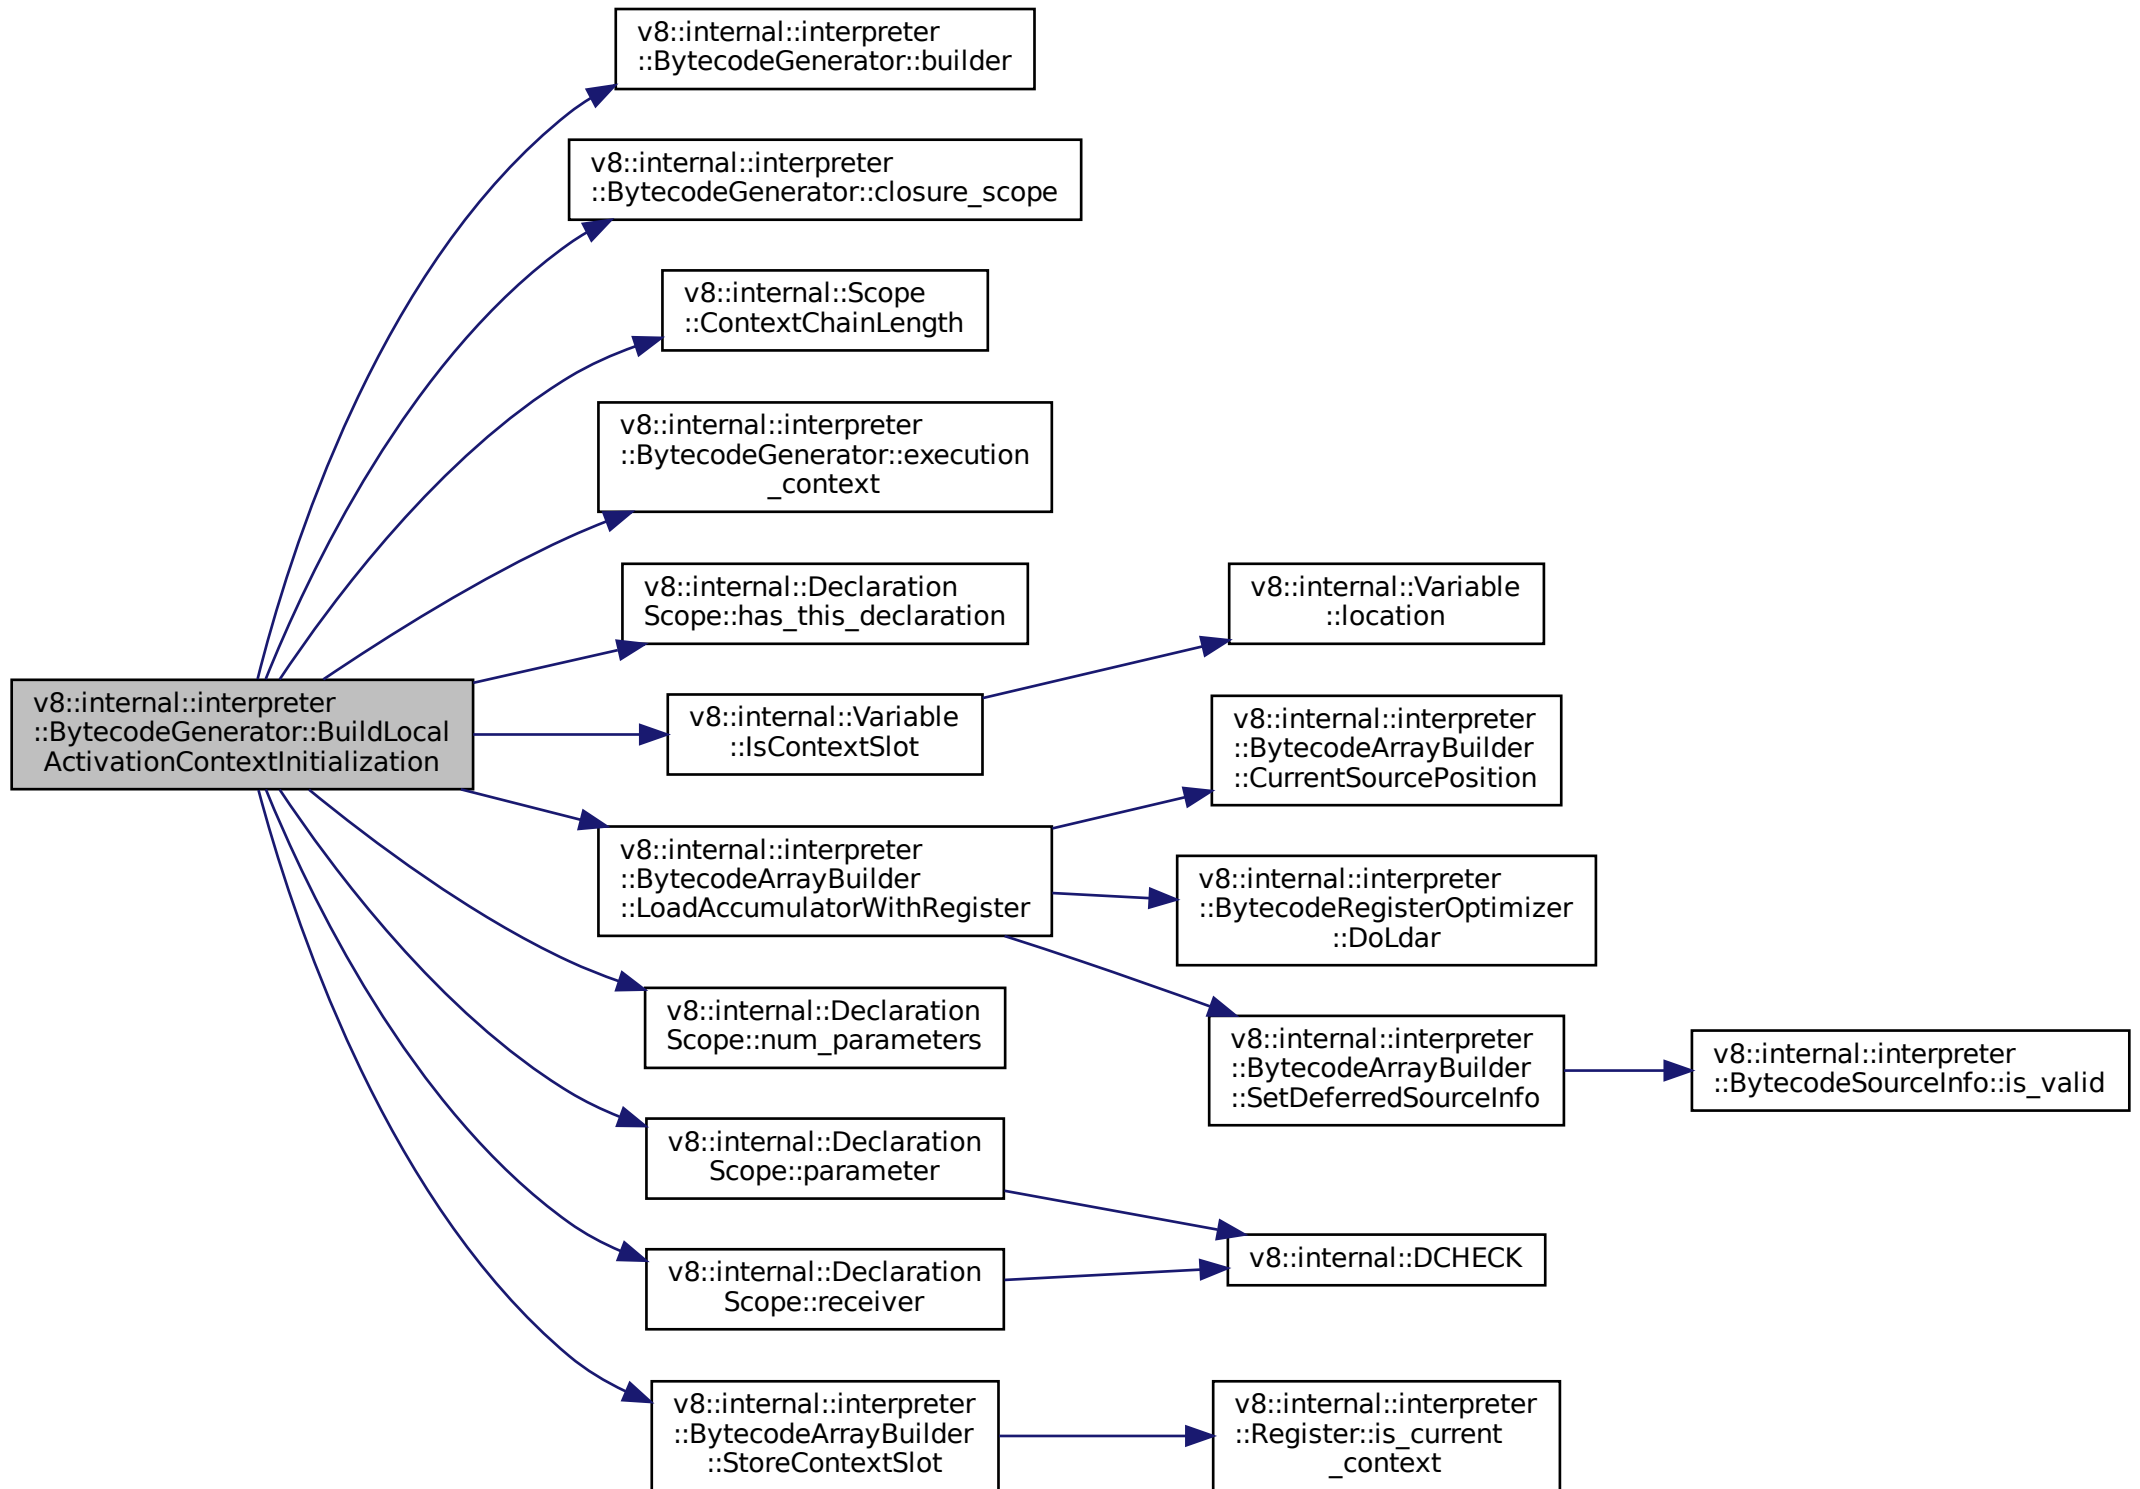 v8::internal::interpreter
::BytecodeGenerator::builder
v8::internal::interpreter
::BytecodeGenerator::closure_scope
v8::internal::Scope
::ContextChainLength
v8::internal::interpreter
::BytecodeGenerator::execution
_context
v8::internal::Declaration
Scope::has_this_declaration
v8::internal::Variable
::location
v8::internal::interpreter
::BytecodeGenerator::BuildLocal
ActivationContextInitialization
v8::internal::Variable
::IsContextSlot
v8::internal::interpreter
::BytecodeArrayBuilder
::CurrentSourcePosition
v8::internal::interpreter
::BytecodeArrayBuilder
::LoadAccumulatorWithRegister
v8::internal::interpreter
::BytecodeRegisterOptimizer
::DoLdar
v8::internal::Declaration
Scope::num_parameters
v8::internal::interpreter
::BytecodeArrayBuilder
::SetDeferredSourceInfo
v8::internal::interpreter
::BytecodeSourceInfo::is_valid
v8::internal::Declaration
Scope::parameter
v8::internal::DCHECK
v8::internal::Declaration
Scope::receiver
v8::internal::interpreter
::BytecodeArrayBuilder
::StoreContextSlot
v8::internal::interpreter
::Register::is_current
_context